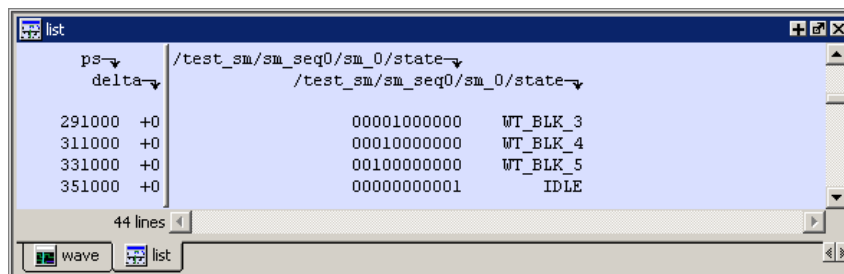 list
ps /test_sm/sm_seq0/sm_0/state
delta /test_sm/sm_seq0/sm_0/state
291000 +0 00001000000 WT_BLK_3
311000 +0 00010000000 WT_BLK_4
331000 +0 00100000000 WT_BLK_5
351000 +0 00000000001 IDLE
44 lines
wave list